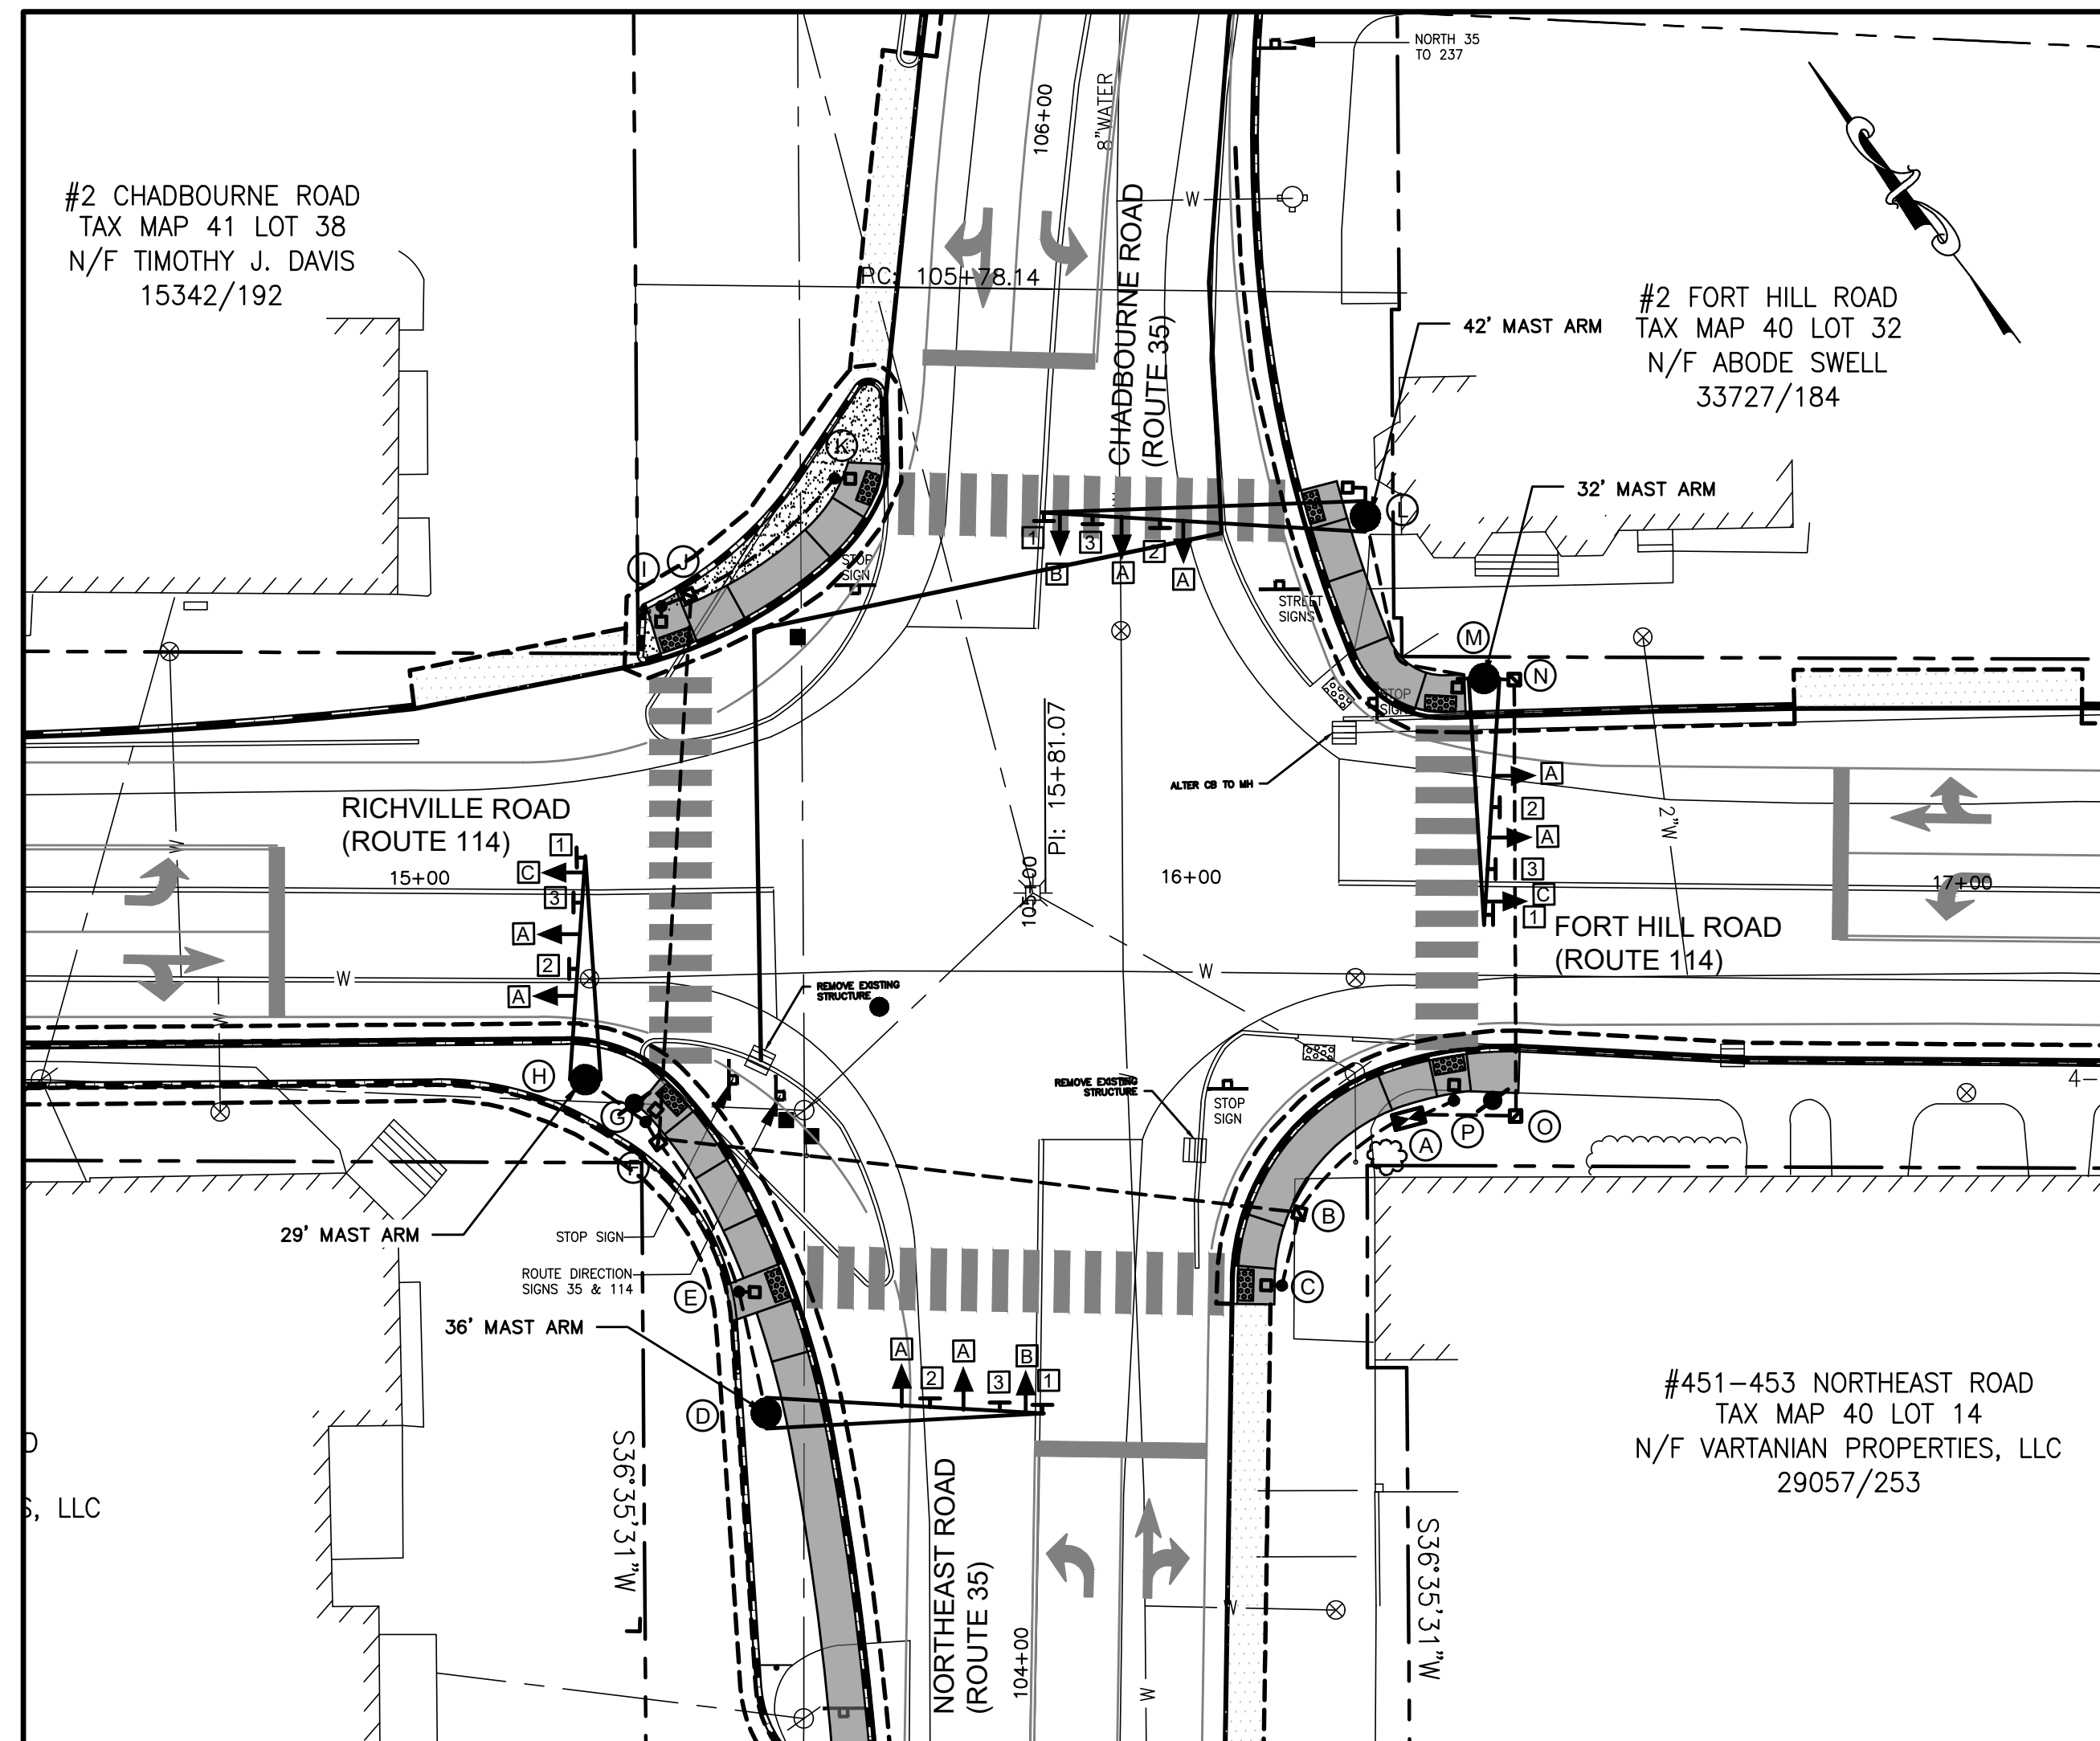 NORTH 35
TO 237
106+00
8"WATER
#2 CHADBOURNE ROAD
TAX MAP 41 LOT 38
N/F TIMOTHY J. DAVIS
15342/192
W
PC: 105+78.14
CHADBOURNE ROAD
(ROUTE 35)
#2 FORT HILL ROAD
TAX MAP 40 LOT 32
N/F ABODE SWELL
33727/184
42' MAST ARM
32' MAST ARM
K
L
1
3
2
B
A
A
I
J
STOP
SIGN
STREET
SIGNS
M
N
STOP
SIGN
PI: 15+81.07
ALTER CB TO MH
A
2
A
3
C
1
2"W
RICHVILLE ROAD
(ROUTE 114)
1
C
3
A
2
A
W
15+00
105+00
16+00
17+00
FORT HILL ROAD
(ROUTE 114)
W
W
W
REMOVE EXISTING
STRUCTURE
REMOVE EXISTING
STRUCTURE
STOP
SIGN
H
G
F
A
P
O
4-
B
C
29' MAST ARM
STOP SIGN
ROUTE DIRECTION
SIGNS 35 & 114
E
36' MAST ARM
D
A
2
A
3
B
1
#451-453 NORTHEAST ROAD
TAX MAP 40 LOT 14
N/F VARTANIAN PROPERTIES, LLC
29057/253
S, LLC
S36°35'31"W
NORTHEAST ROAD
(ROUTE 35)
104+00
W
W
S36°35'31"W